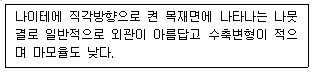 나이테에 직각방향으로 켠 목재면에 나타나는 나뭇
결로 일반적으로 외관이 아름답고 수축변형이 적으
며 마모율도 낮다.